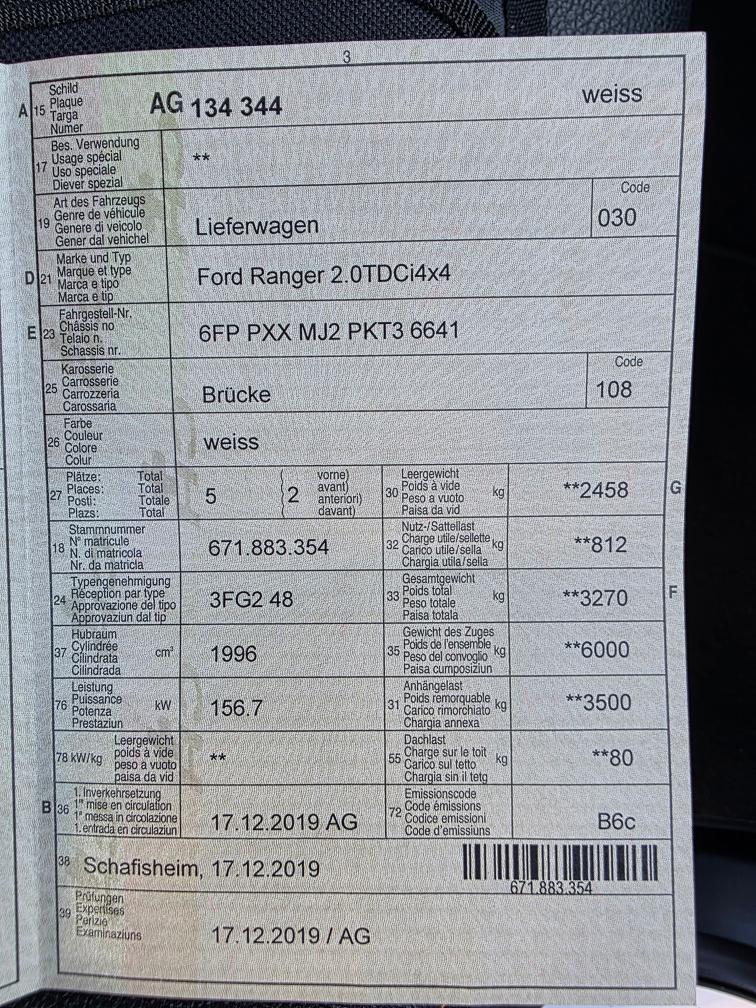 3
A 15 Schild
Plaque
Targa
Numer
AG 134 344 weiss
17 Bes. Verwendung
Usage spécial
Uso speciale
Diever spezial
**
19 Art des Fahrzeugs
Genre de véhicule
Genere di veicolo
Gener dal vehichel
Lieferwagen
Code
030
D 21 Marke und Typ
Marque et type
Marca e tipo
Marca e tip
Ford Ranger 2.0TDCi4x4
E 23 Fahrgestell-Nr.
Châssis no
Telaio n.
Schassis nr.
6FP PXX MJ2 PKT3 6641
25 Karosserie
Carrosserie
Carrozzeria
Carossaria
Brücke
Code
108
26 Farbe
Couleur
Colore
Colur
weiss
27 Plätze: Total
Places: Total
Posti: Totale
Plazs: Total
5
2 vorne)
avant)
anteriori)
davant)
30 Leergewicht
Poids à vide
Peso a vuoto
Paisa da vid
kg
**2458
G
18 Stammnummer
N° matricule
N. di matricola
Nr. da matricla
671.883.354
32 Nutz-/Sattellast
Charge utile/sellette
Carico utile/sella
Chargia utila/sella
kg
**812
24 Typengenehmigung
Réception par type
Approvazione del tipo
Approvaziun dal tip
3FG2 48
33 Gesamtgewicht
Poids total
Peso totale
Paisa totala
kg
**3270
F
37 Hubraum
Cylindrée
Cilindrata
Cilindrada
cm³
1996
35 Gewicht des Zuges
Poids de l'ensemble
Peso del convoglio
Paisa cumposiziun
kg
**6000
76 Leistung
Puissance
Potenza
Prestaziun
kW
156.7
31 Anhängelast
Poids remorquable
Carico rimorchiato
Chargia annexa
kg
**3500
78 kW/kg Leergewicht
poids à vide
peso a vuoto
paisa da vid
**
55 Dachlast
Charge sur le toit
Carico sul tetto
Chargia sin il tetg
kg
**80
B 36 1. Inverkehrsetzung
1re mise en circulation
1a messa in circolazione
1. entrada en circulaziun
17.12.2019 AG
72 Emissionscode
Code émissions
Codice emissioni
Code d'emissiuns
B6c
38 Schafisheim, 17.12.2019
671.883.354
39 Prüfungen
Expertises
Perizie
Examinaziuns
17.12.2019 / AG